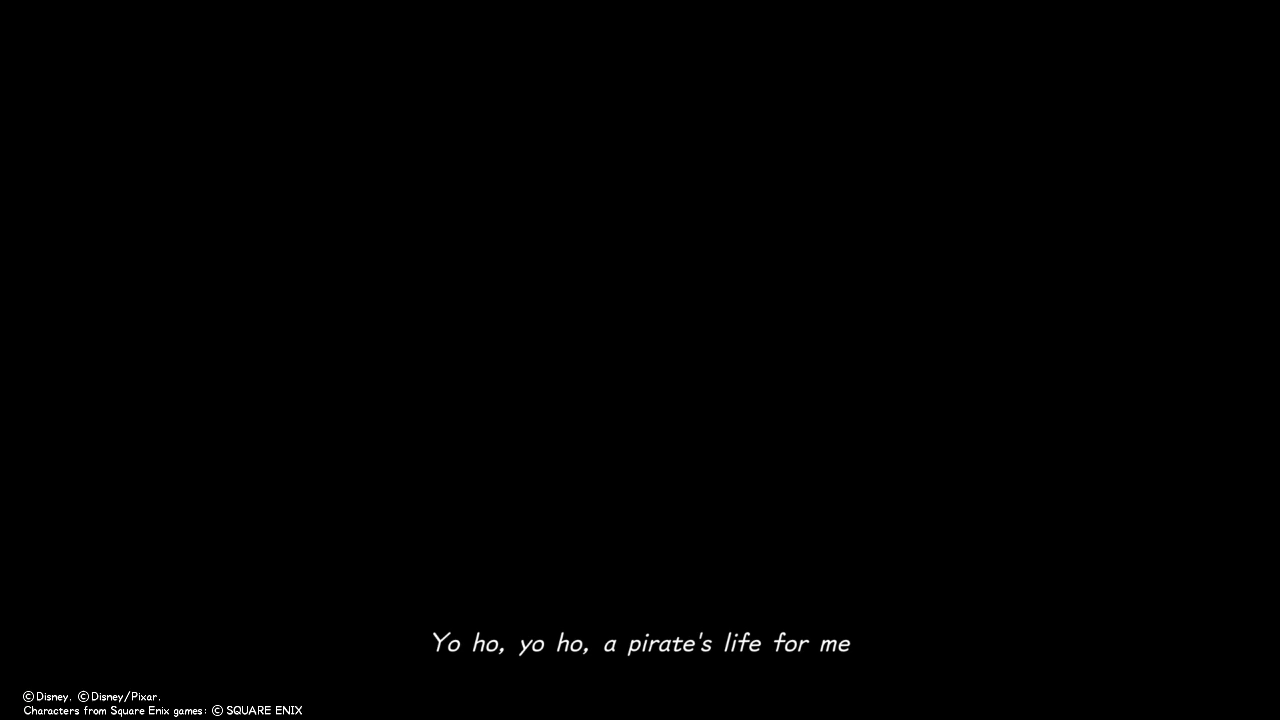 Yo ho, yo ho, a pirate's life for me
©Disney. ©Disney/Pixar.
Characters from Square Enix games: © SQUARE ENIX